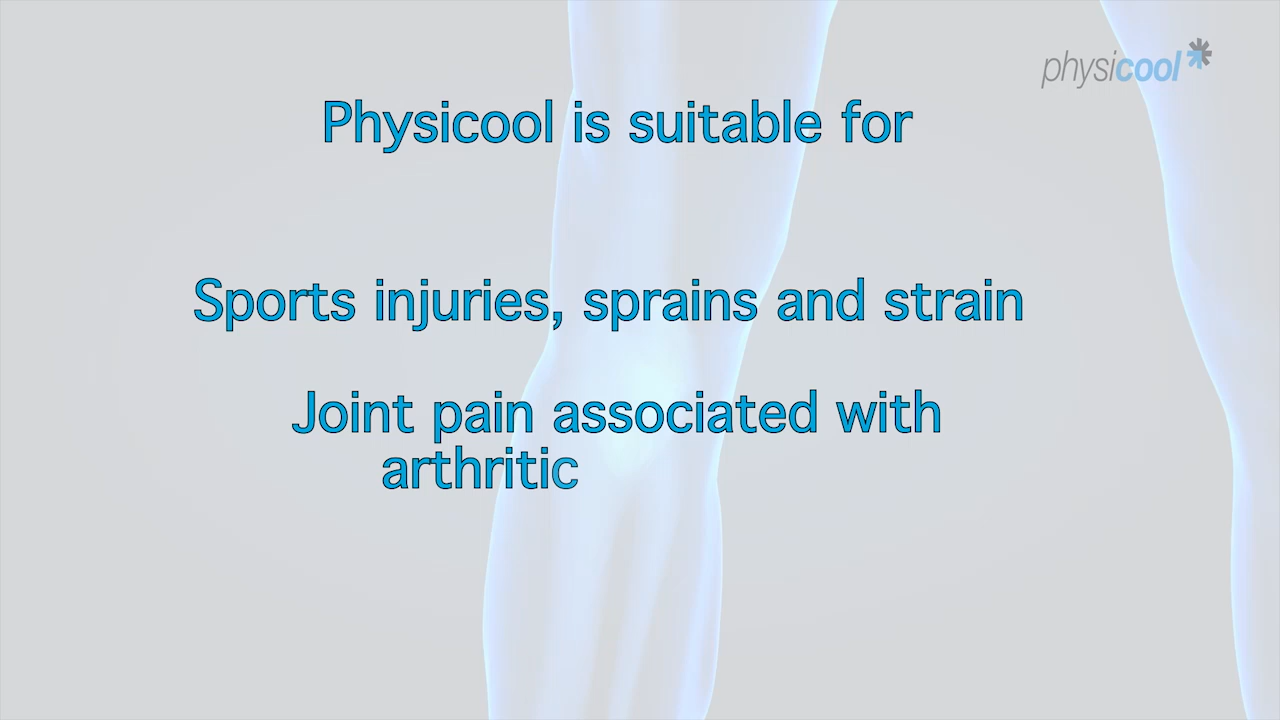 physicool
Physicool is suitable for
Sports injuries, sprains and strain
Joint pain associated with
arthritic